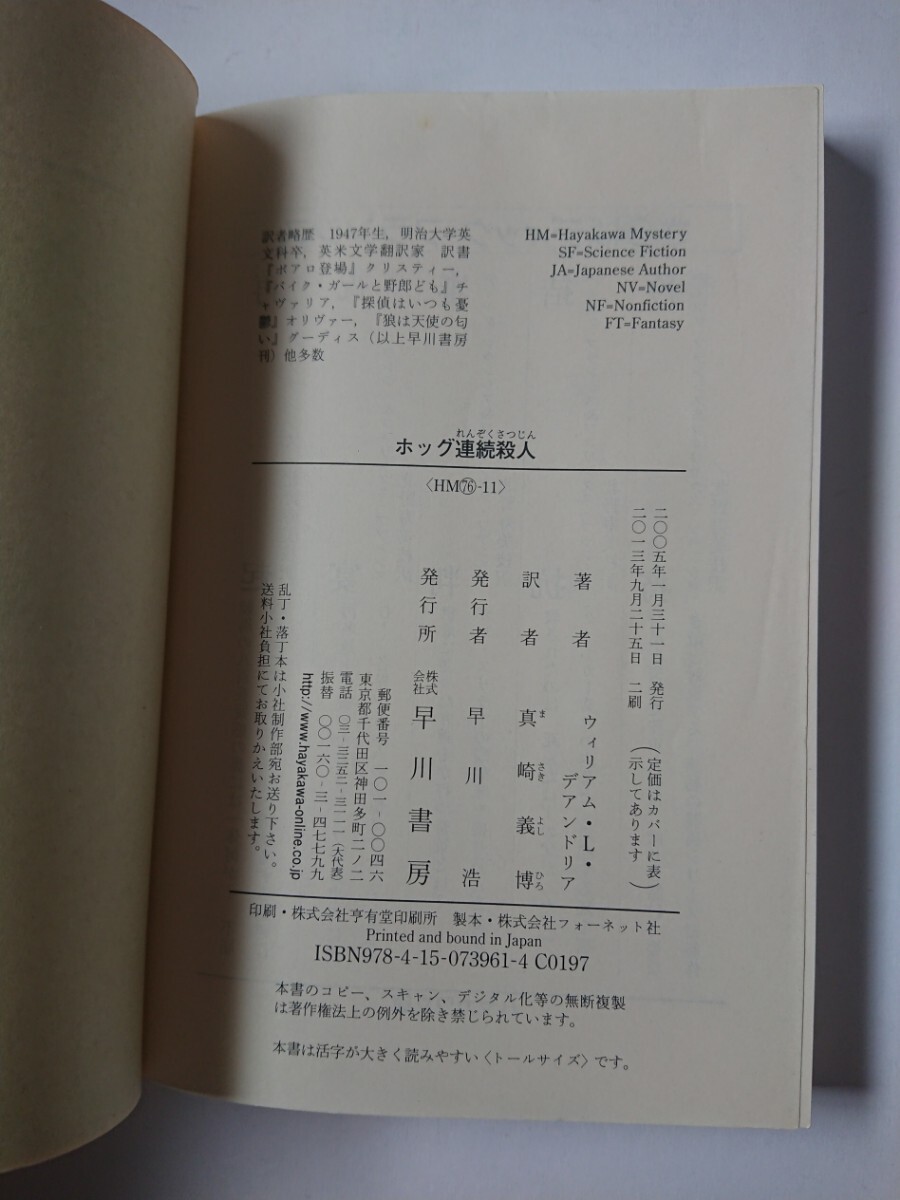 訳者略歴 1947年生，明治大学英
文科卒，英米文学翻訳家 訳書
『ポアロ登場』クリスティー，
『バイク・ガールと野郎ども』チ
ャヴァリア，『探偵はいつも憂
鬱』オリヴァー，『狼は天使の匂
い』グーディス（以上早川書房
刊）他多数
HM=Hayakawa Mystery
SF=Science Fiction
JA=Japanese Author
NV=Novel
NF=Nonfiction
FT=Fantasy
れんぞくさつじん
ホッグ連続殺人
〈HM㊻-11〉
二〇〇五年一月三十一日 発行
二〇一三年九月二十五日 二刷
（定価はカバーに表
示してあります）
著者 ウィリアム・L・
デアンドリア
訳者 真崎義博
ま さき よし ひろ
発行者 早川 浩
発行所 株式会社 早川書房
郵便番号 一〇一‐〇〇四六
東京都千代田区神田多町二ノ二
電話 〇三‐三二五二‐三一一一（大代表）
振替 〇〇一六〇‐三‐四七七九九
http://www.hayakawa-online.co.jp
乱丁・落丁本は小社制作部宛お送り下さい。
送料小社負担にてお取りかえいたします。
印刷・株式会社亨有堂印刷所 製本・株式会社フォーネット社
Printed and bound in Japan
ISBN978-4-15-073961-4 C0197
本書のコピー、スキャン、デジタル化等の無断複製
は著作権法上の例外を除き禁じられています。
本書は活字が大きく読みやすい〈トールサイズ〉です。